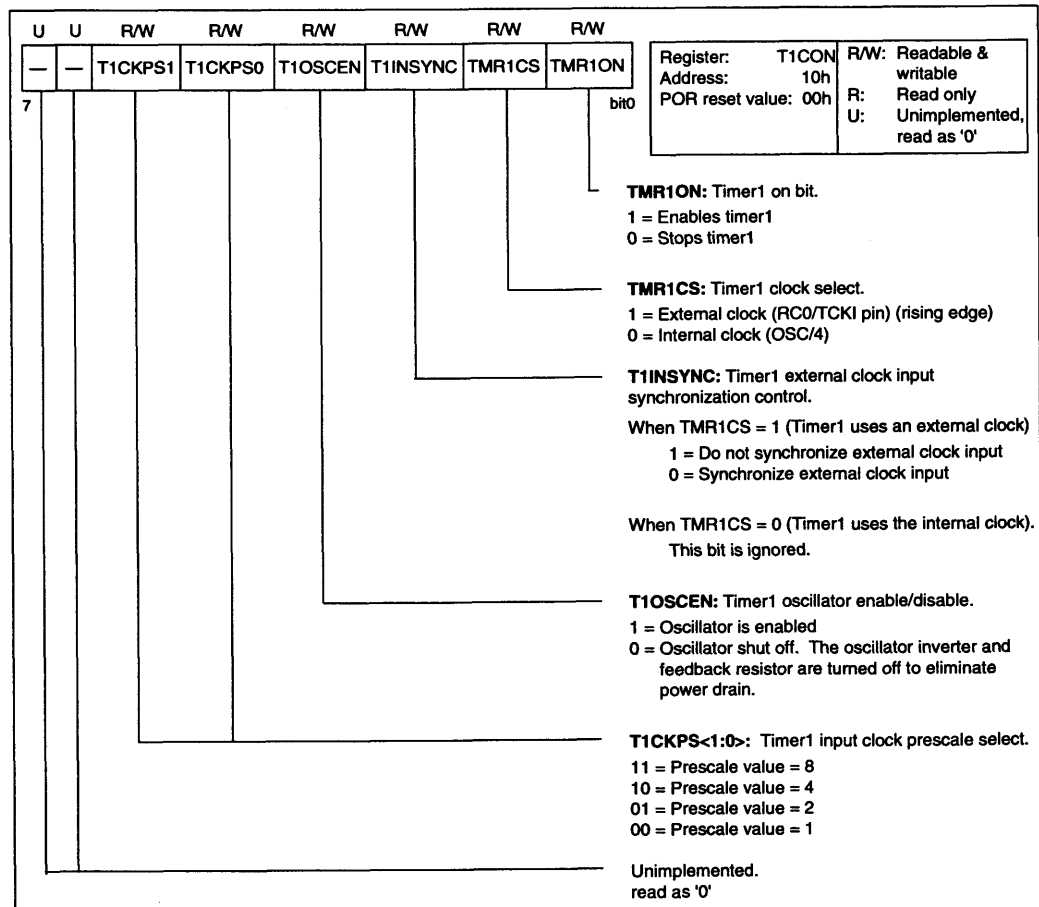 U U R/W R/W R/W R/W R/W R/W
— — T1CKPS1 T1CKPS0 T1OSCEN T1INSYNC TMR1CS TMR1ON
7 bit0
Register: T1CON
Address: 10h
POR reset value: 00h
R/W: Readable &
writable
R: Read only
U: Unimplemented,
read as '0'
TMR1ON: Timer1 on bit.
1 = Enables timer1
0 = Stops timer1
TMR1CS: Timer1 clock select.
1 = External clock (RC0/TCKI pin) (rising edge)
0 = Internal clock (OSC/4)
T1INSYNC: Timer1 external clock input
synchronization control.
When TMR1CS = 1 (Timer1 uses an external clock)
1 = Do not synchronize external clock input
0 = Synchronize external clock input
When TMR1CS = 0 (Timer1 uses the internal clock).
This bit is ignored.
T1OSCEN: Timer1 oscillator enable/disable.
1 = Oscillator is enabled
0 = Oscillator shut off. The oscillator inverter and
feedback resistor are turned off to eliminate
power drain.
T1CKPS<1:0>: Timer1 input clock prescale select.
11 = Prescale value = 8
10 = Prescale value = 4
01 = Prescale value = 2
00 = Prescale value = 1
Unimplemented.
read as '0'